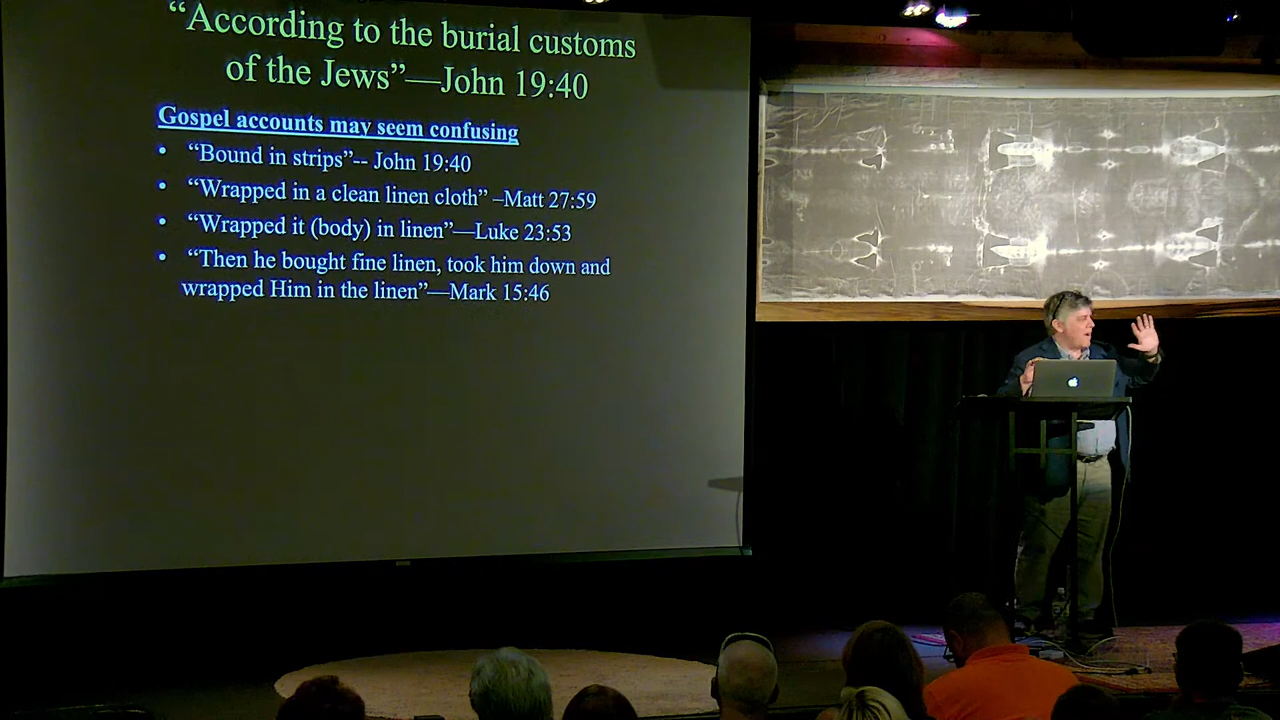 “According to the burial customs
of the Jews”—John 19:40
Gospel accounts may seem confusing
• “Bound in strips”-- John 19:40
• “Wrapped in a clean linen cloth” –Matt 27:59
• “Wrapped it (body) in linen”—Luke 23:53
• “Then he bought fine linen, took him down and
wrapped Him in the linen”—Mark 15:46